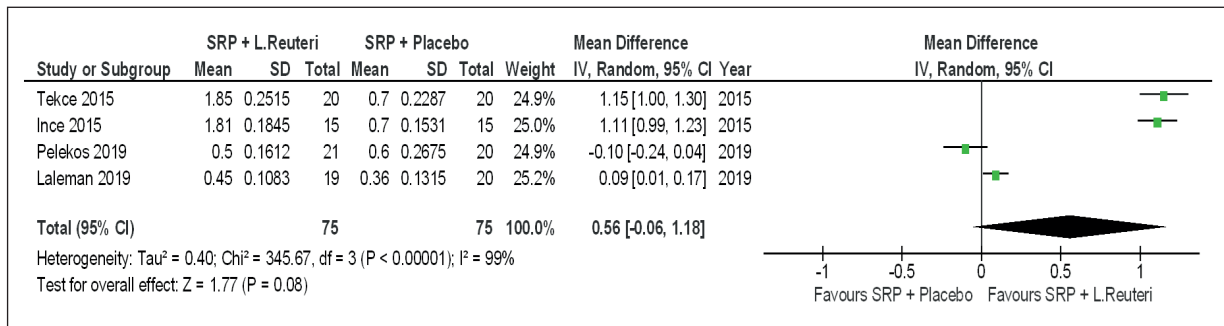 SRP + L.Reuteri SRP + Placebo Mean Difference Mean Difference
Study or Subgroup Mean SD Total Mean SD Total Weight IV, Random, 95% CI Year IV, Random, 95% CI
Tekce 2015 1.85 0.2515 20 0.7 0.2287 20 24.9% 1.15 [1.00, 1.30] 2015
Ince 2015 1.81 0.1845 15 0.7 0.1531 15 25.0% 1.11 [0.99, 1.23] 2015
Pelekos 2019 0.5 0.1612 21 0.6 0.2675 20 24.9% -0.10 [-0.24, 0.04] 2019
Laleman 2019 0.45 0.1083 19 0.36 0.1315 20 25.2% 0.09 [0.01, 0.17] 2019
Total (95% CI) 75 75 100.0% 0.56 [-0.06, 1.18]
Heterogeneity: Tau² = 0.40; Chi² = 345.67, df = 3 (P < 0.00001); I² = 99%
Test for overall effect: Z = 1.77 (P = 0.08)
-1 -0.5 0 0.5 1
Favours SRP + Placebo Favours SRP + L.Reuteri